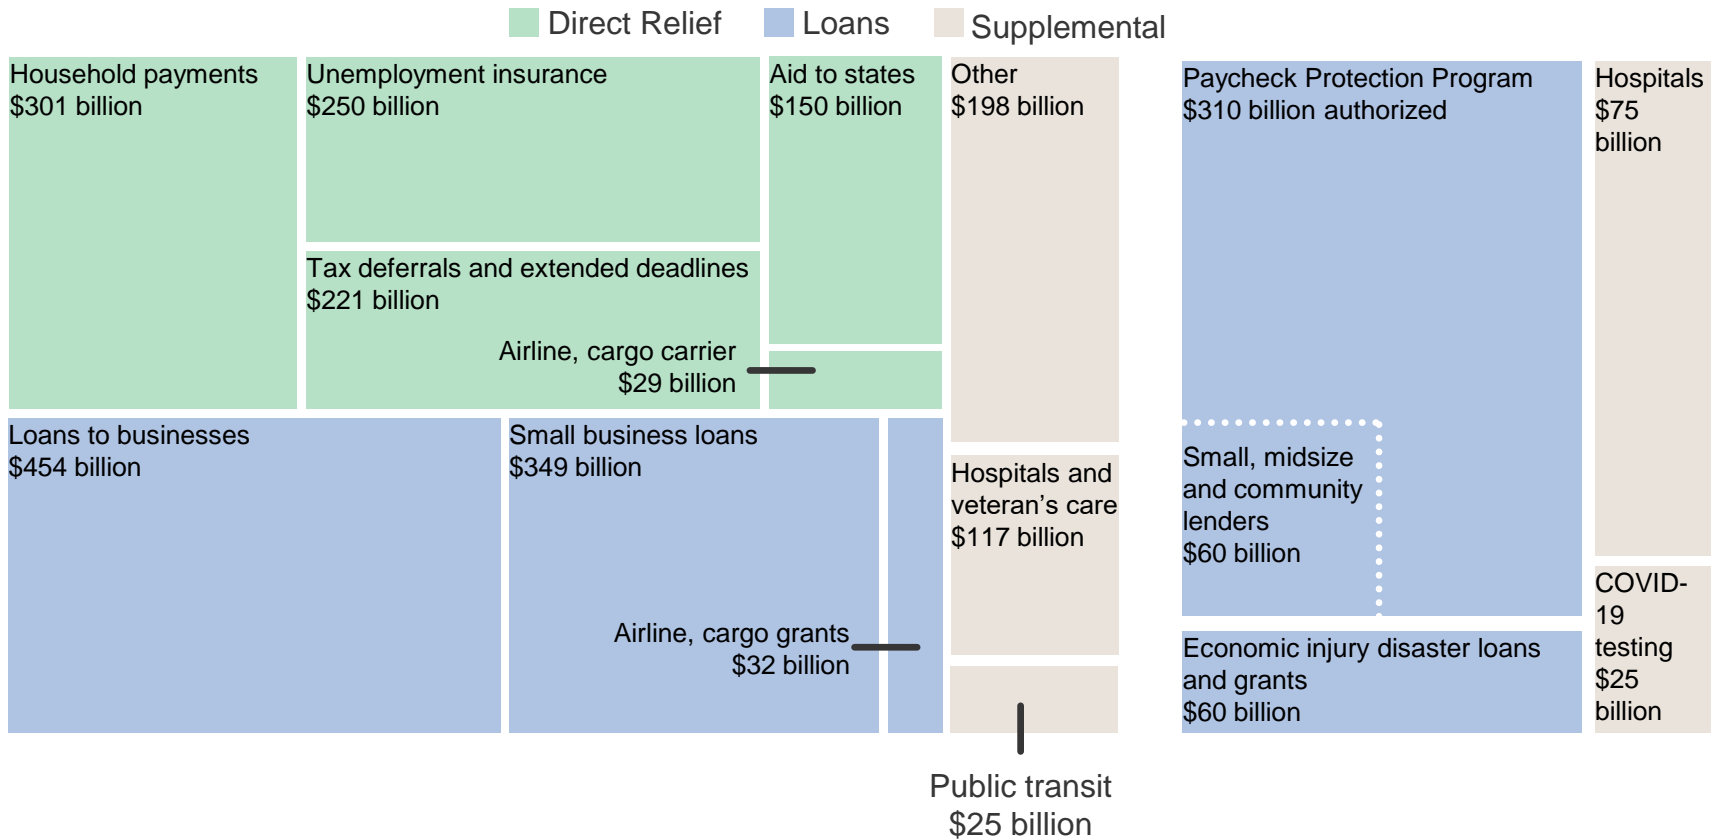 Direct Relief
Loans
Supplemental
Household payments
$301 billion
Unemployment insurance
$250 billion
Aid to states
$150 billion
Other
$198 billion
Tax deferrals and extended deadlines
$221 billion
Airline, cargo carrier
$29 billion
Loans to businesses
$454 billion
Small business loans
$349 billion
Airline, cargo grants
$32 billion
Hospitals and
veteran’s care
$117 billion
Public transit
$25 billion
Paycheck Protection Program
$310 billion authorized
Small, midsize
and community
lenders
$60 billion
Economic injury disaster loans
and grants
$60 billion
Hospitals
$75
billion
COVID-
19
testing
$25
billion